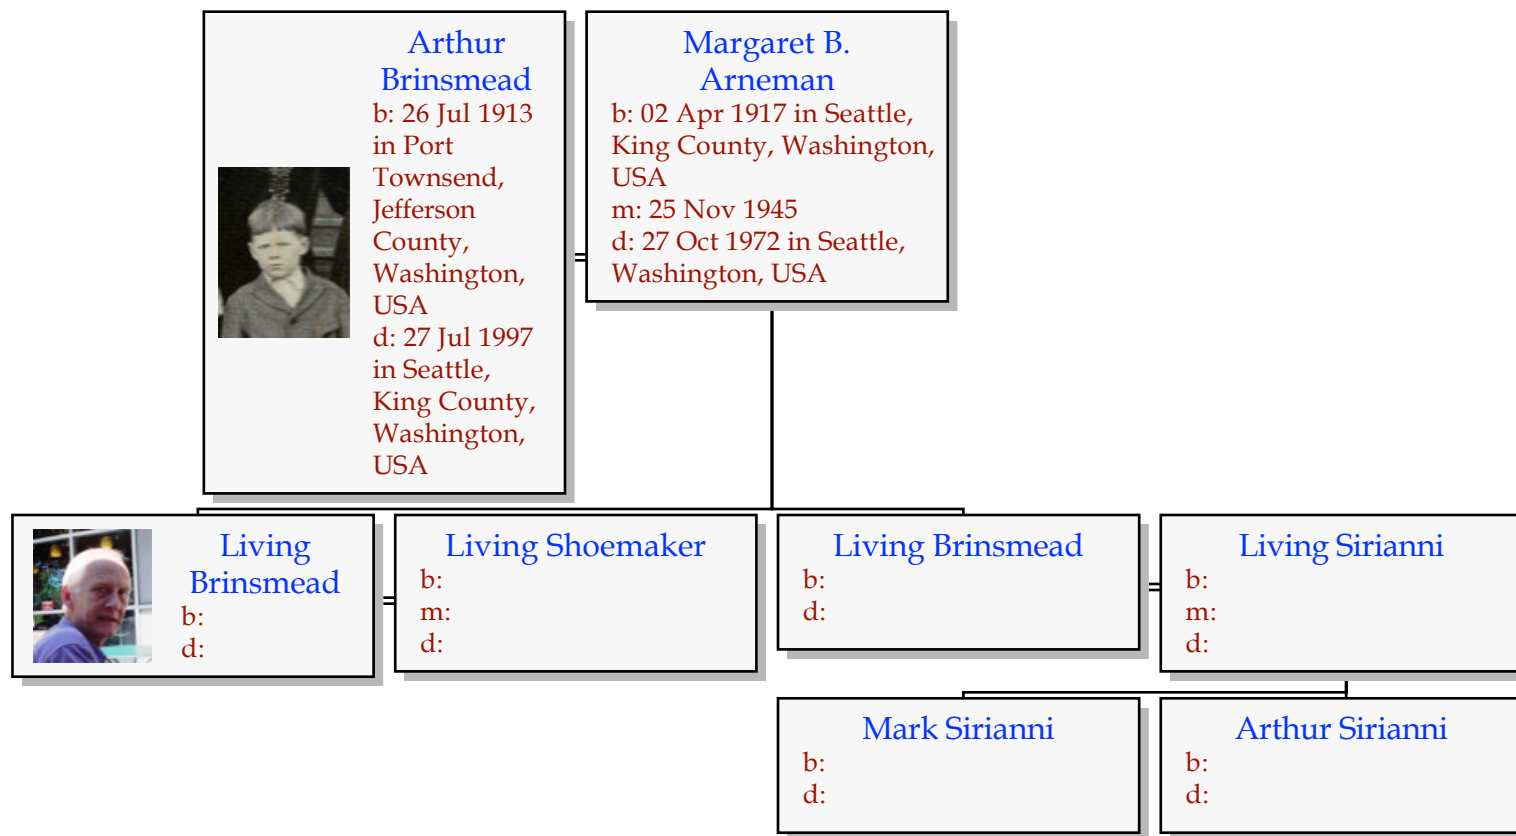 Arthur
Brinsmead
b: 26 Jul 1913
in Port
Townsend,
Jefferson
County,
Washington,
USA
d: 27 Jul 1997
in Seattle,
King County,
Washington,
USA
Margaret B.
Arneman
b: 02 Apr 1917 in Seattle,
King County, Washington,
USA
m: 25 Nov 1945
d: 27 Oct 1972 in Seattle,
Washington, USA
Living
Brinsmead
b:
d:
Living Shoemaker
b:
m:
d:
Living Brinsmead
b:
d:
Living Sirianni
b:
m:
d:
Mark Sirianni
b:
d:
Arthur Sirianni
b:
d: